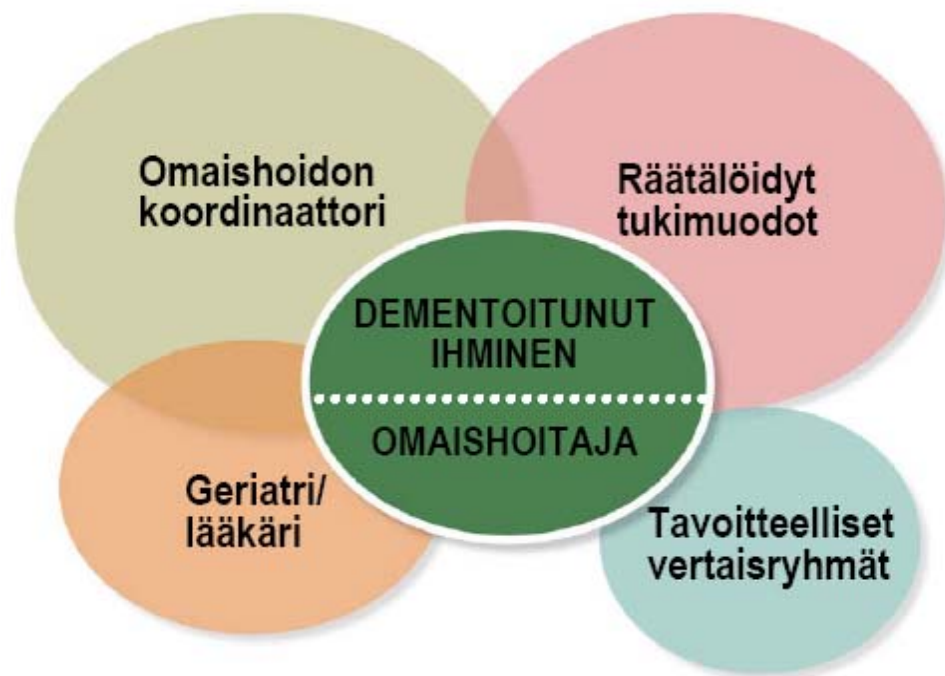 Omaishoidon
koordinaattori
Räätälöidyt
tukimuodot
DEMENTOITUNUT
IHMINEN
OMAISHOITAJA
Geriatri/
lääkäri
Tavoitteelliset
vertaisryhmät